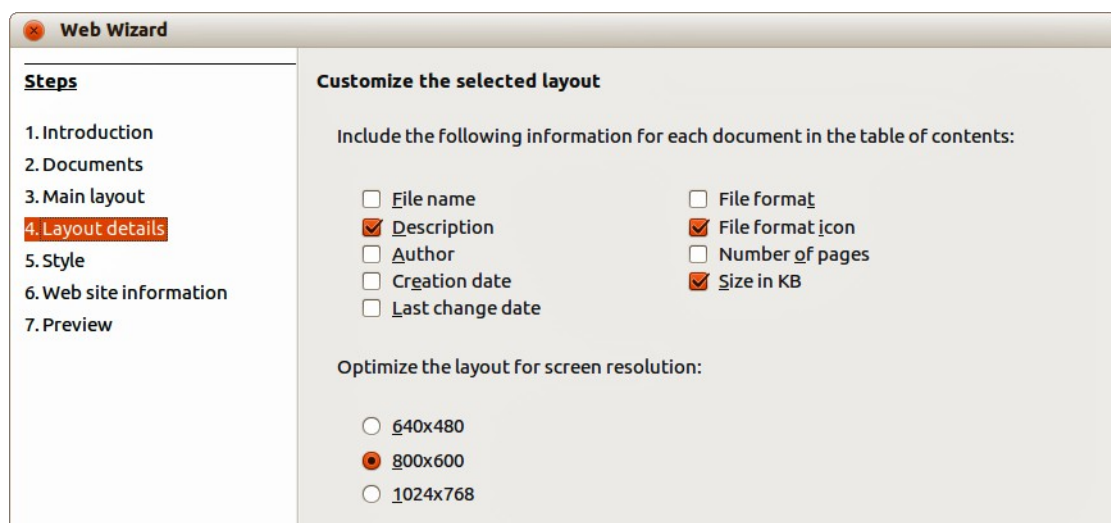 Web Wizard
Steps
1. Introduction
2. Documents
3. Main layout
4. Layout details
5. Style
6. Web site information
7. Preview
Customize the selected layout
Include the following information for each document in the table of contents:
File name
Description
Author
Creation date
Last change date
File format
File format icon
Number of pages
Size in KB
Optimize the layout for screen resolution:
640x480
800x600
1024x768